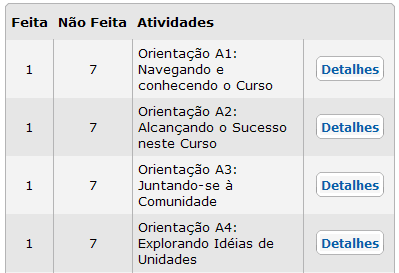 Feita Não Feita Atividades
1 7 Orientação A1: Navegando e conhecendo o Curso Detalhes
1 7 Orientação A2: Alcançando o Sucesso neste Curso Detalhes
1 7 Orientação A3: Juntando-se à Comunidade Detalhes
1 7 Orientação A4: Explorando Idéias de Unidades Detalhes